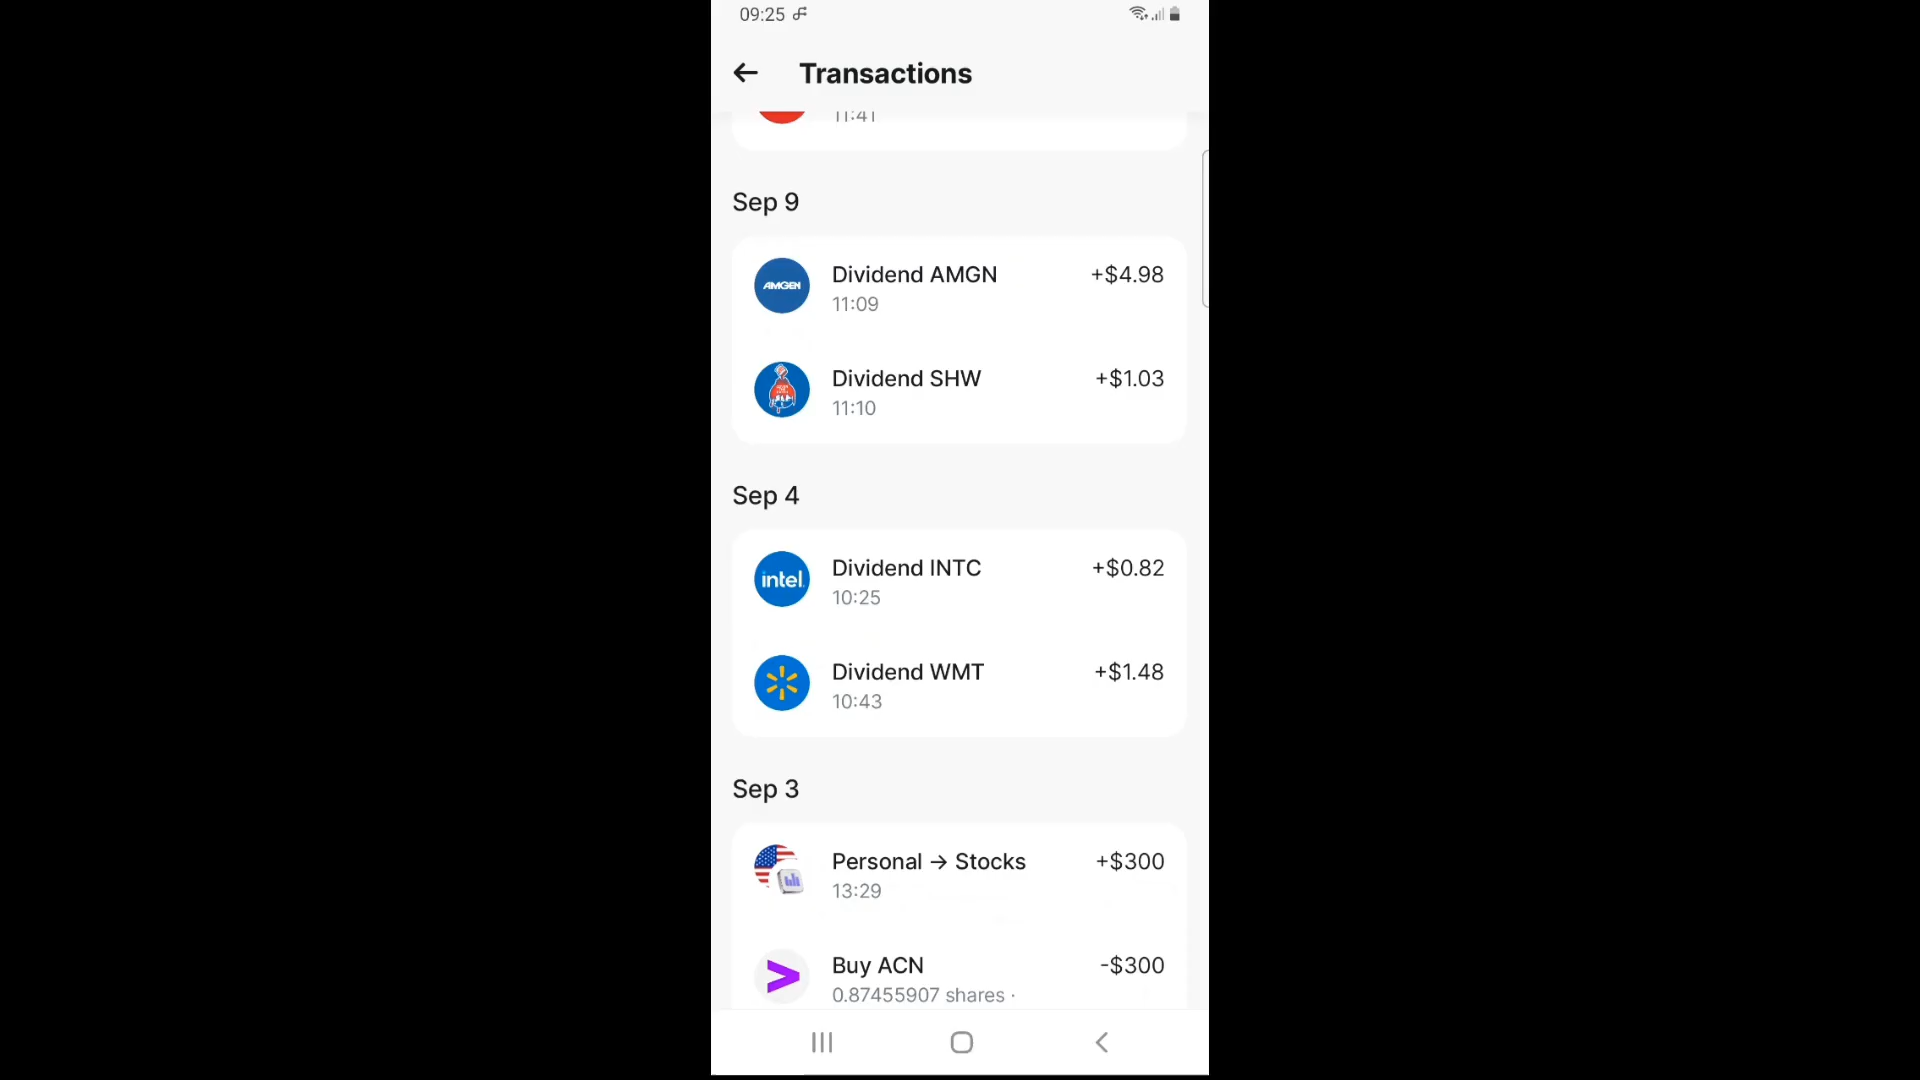 09:25
Transactions
11:41
Sep 9
AMGEN
Dividend AMGN +$4.98
11:09
Dividend SHW +$1.03
11:10
Sep 4
intel.
Dividend INTC +$0.82
10:25
Dividend WMT +$1.48
10:43
Sep 3
Personal → Stocks +$300
13:29
Buy ACN -$300
0.87455907 shares ·